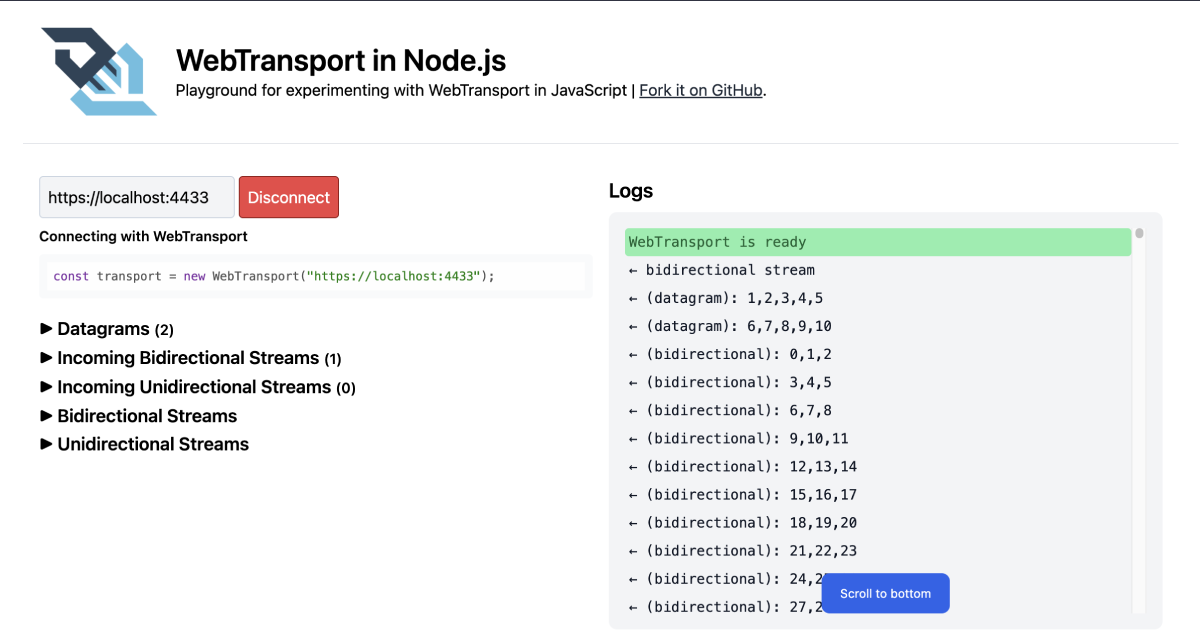 WebTransport in Node.js
Playground for experimenting with WebTransport in JavaScript | Fork it on GitHub.
https://localhost:4433 Disconnect
Connecting with WebTransport
const transport = new WebTransport("https://localhost:4433");
▶ Datagrams (2)
▶ Incoming Bidirectional Streams (1)
▶ Incoming Unidirectional Streams (0)
▶ Bidirectional Streams
▶ Unidirectional Streams
Logs
WebTransport is ready
← bidirectional stream
← (datagram): 1,2,3,4,5
← (datagram): 6,7,8,9,10
← (bidirectional): 0,1,2
← (bidirectional): 3,4,5
← (bidirectional): 6,7,8
← (bidirectional): 9,10,11
← (bidirectional): 12,13,14
← (bidirectional): 15,16,17
← (bidirectional): 18,19,20
← (bidirectional): 21,22,23
← (bidirectional): 24,2
← (bidirectional): 27,2
Scroll to bottom